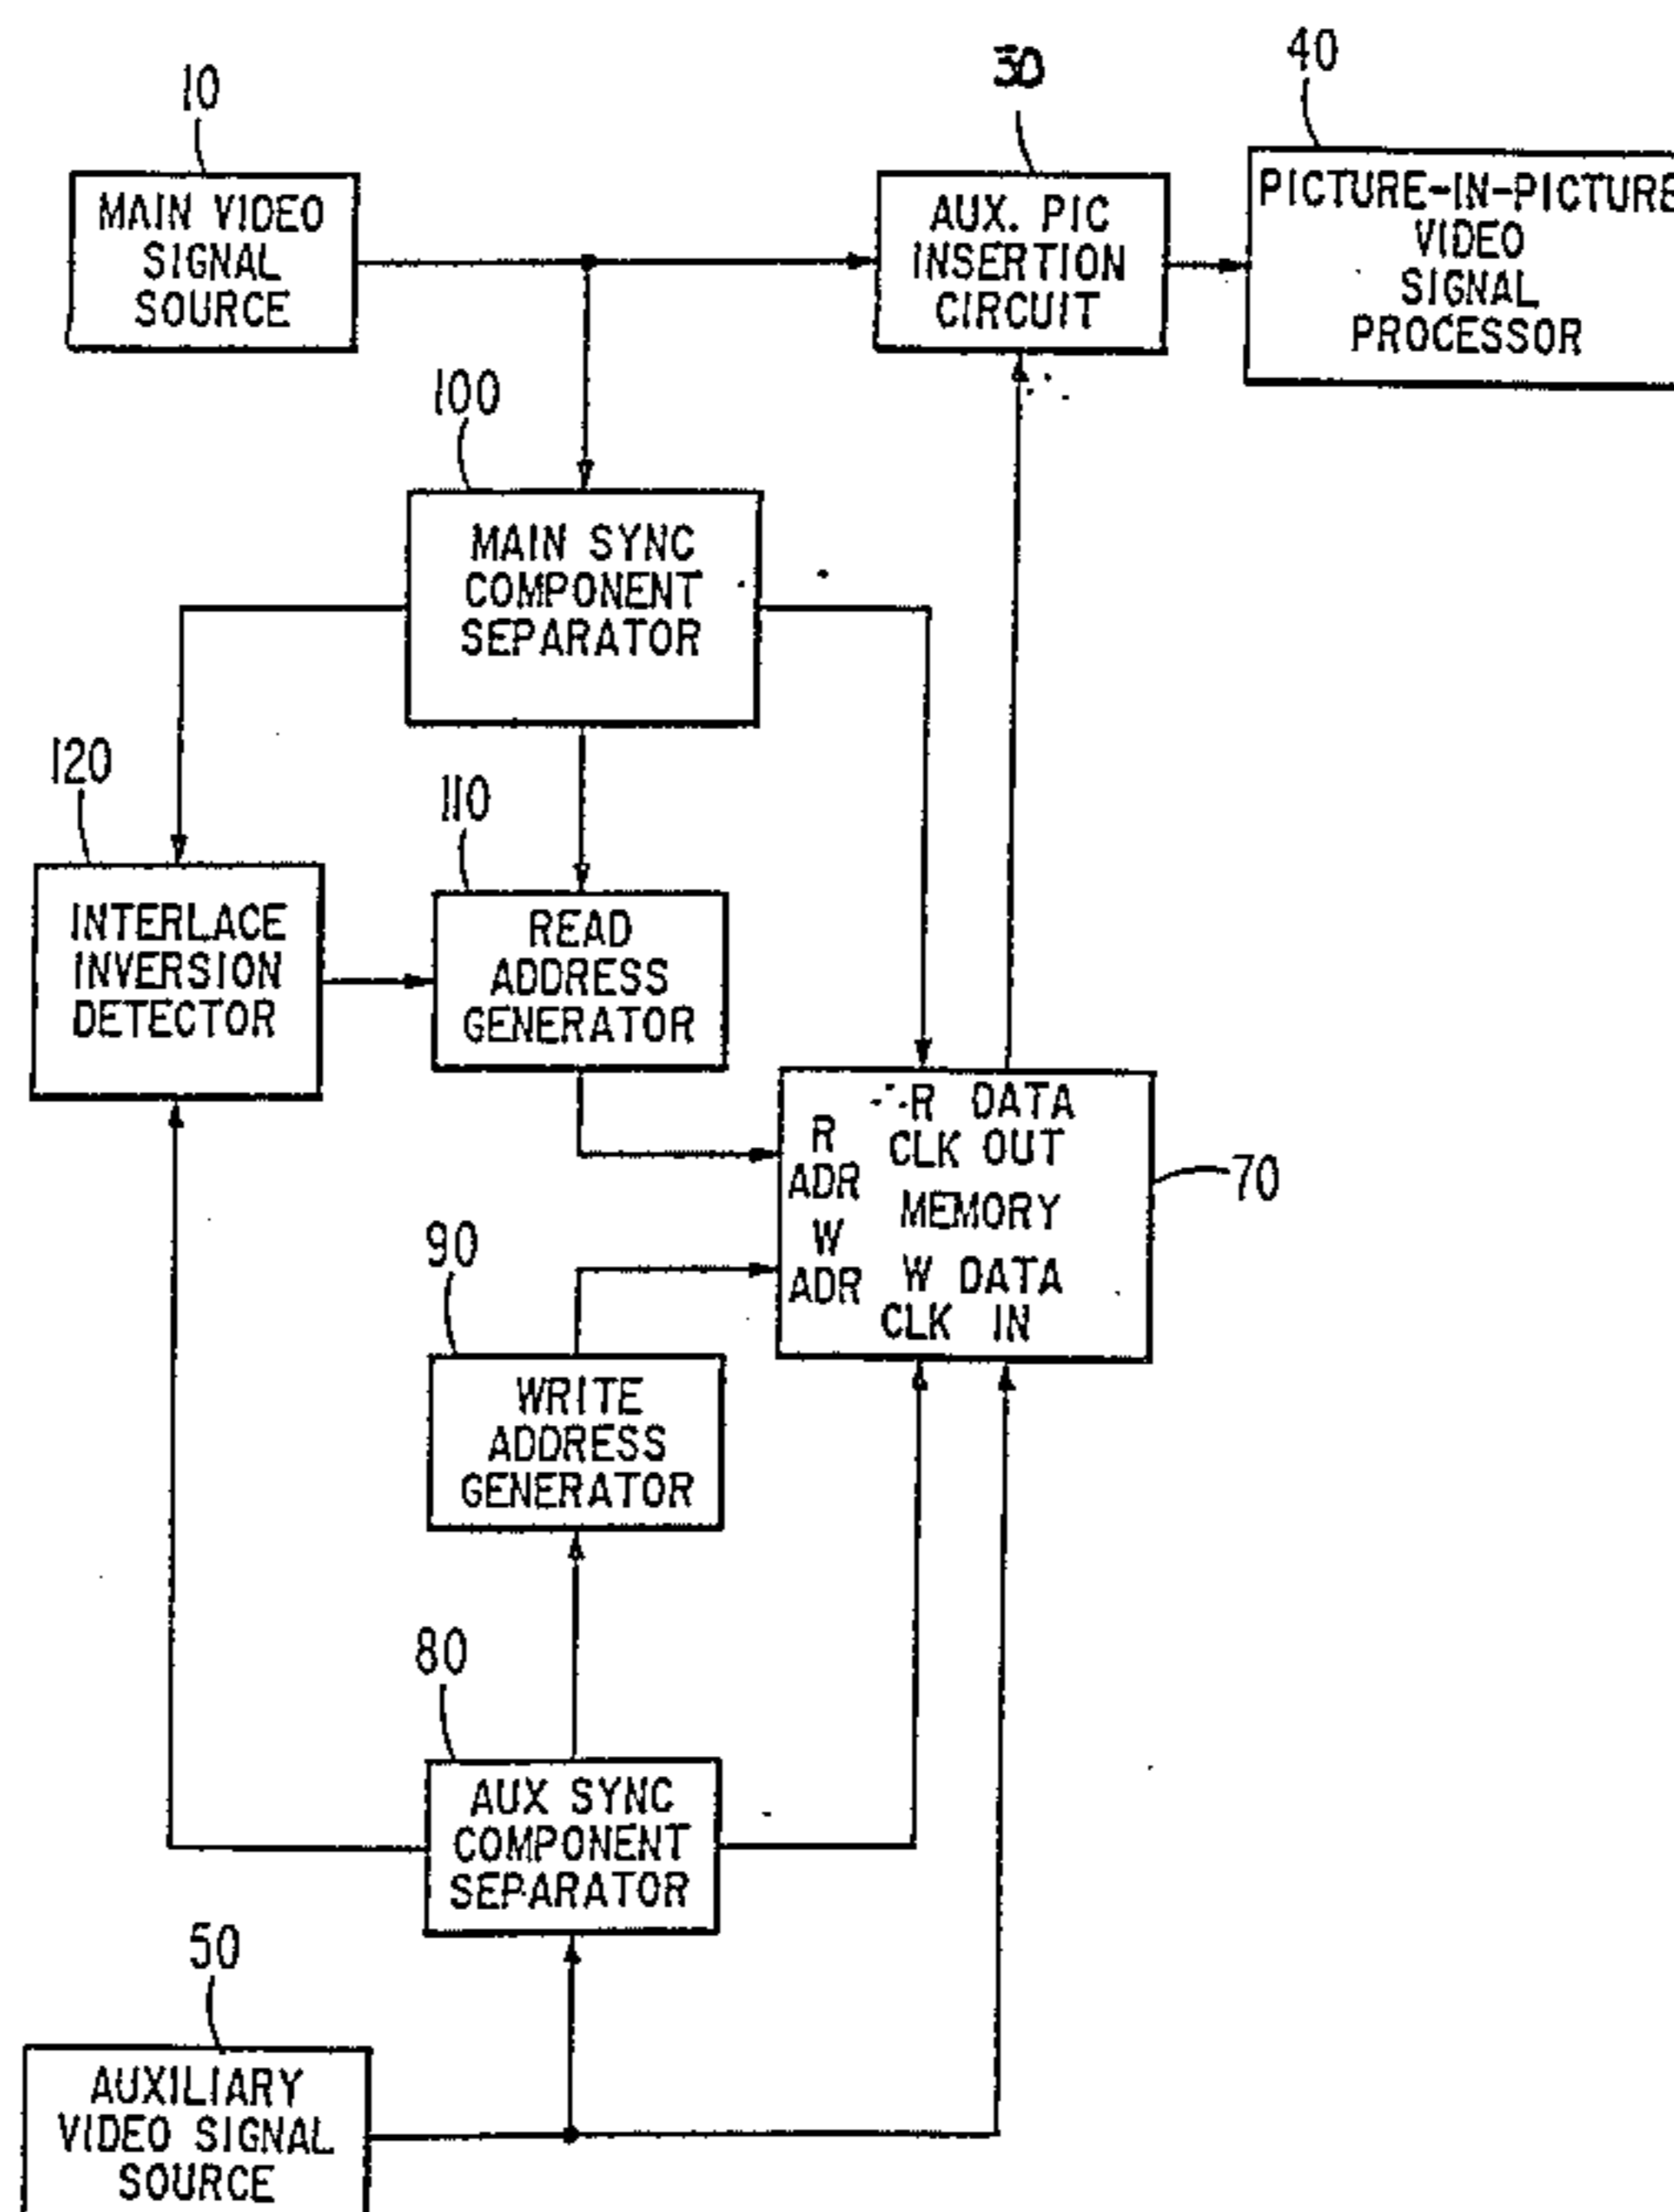 10
MAIN VIDEO
SIGNAL
SOURCE
30
AUX. PIC
INSERTION
CIRCUIT
40
PICTURE-IN-PICTURE
VIDEO
SIGNAL
PROCESSOR
100
MAIN SYNC
COMPONENT
SEPARATOR
120
INTERLACE
INVERSION
DETECTOR
110
READ
ADDRESS
GENERATOR
R DATA
CLK OUT
R
ADR
MEMORY
W
ADR
W DATA
CLK IN
70
90
WRITE
ADDRESS
GENERATOR
80
AUX SYNC
COMPONENT
SEPARATOR
50
AUXILIARY
VIDEO SIGNAL
SOURCE